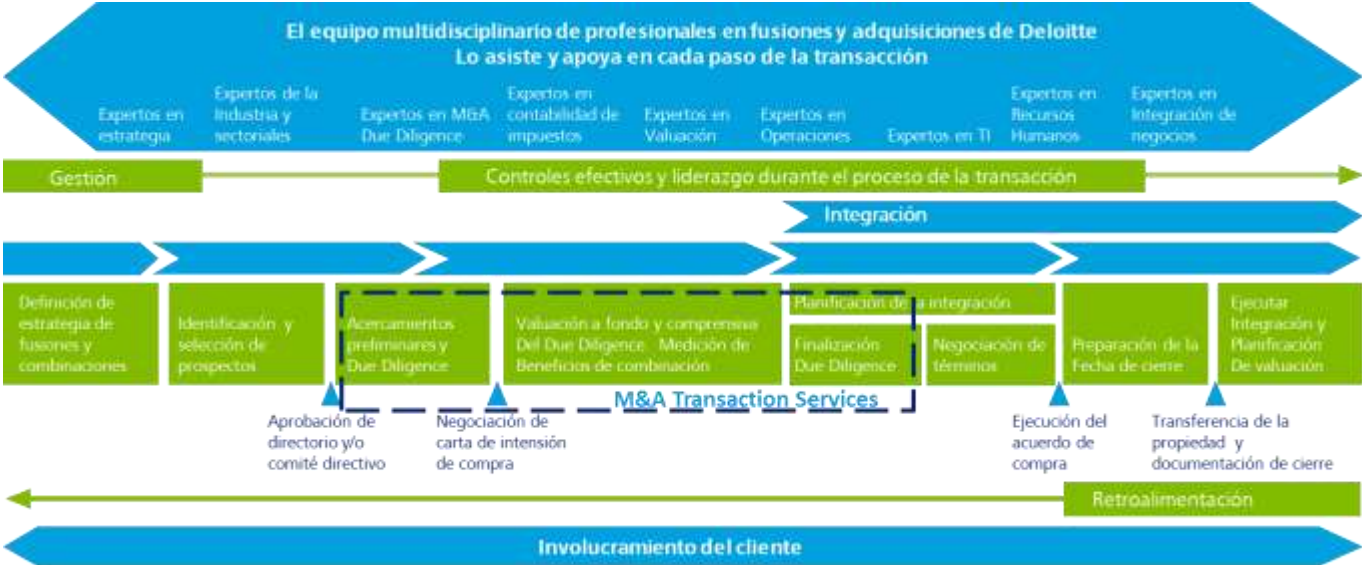 El equipo multidisciplinario de profesionales en fusiones y adquisiciones de Deloitte
Lo asiste y apoya en cada paso de la transacción
Expertos en
estrategia
Expertos de la
Industria y
sectoriales
Expertos en M&A
Due Diligence
Expertos en
contabilidad de
impuestos
Expertos en
Valuación
Expertos en
Operaciones
Expertos en TI
Expertos en
Recursos
Humanos
Expertos en
Integración de
negocios
Gestión
Controles efectivos y liderazgo durante el proceso de la transacción
Integración
Definición de
estrategia de
fusiones y
combinaciones
Identificación y
selección de
prospectos
Acercamientos
preliminares y
Due Diligence
Valuación a fondo y comprensiva
Del Due Diligence. Medición de
Beneficios de combinación
Planificación de la integración
Finalización
Due Diligence
Negociación de
términos
Preparación de la
Fecha de cierre
Ejecutar
Integración y
Planificación
De valuación
M&A Transaction Services
Aprobación de
directorio y/o
comité directivo
Negociación de
carta de intensión
de compra
Ejecución del
acuerdo de
compra
Transferencia de la
propiedad y
documentación de cierre
Retroalimentación
Involucramiento del cliente